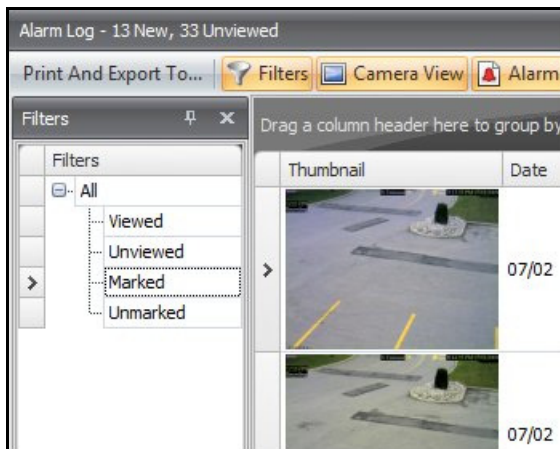 Alarm Log - 13 New, 33 Unviewed
Print And Export To... Filters Camera View Alarm
Filters
Drag a column header here to group by
Filters
Thumbnail Date
All
Viewed
Unviewed
Marked
Unmarked
07/02
07/02